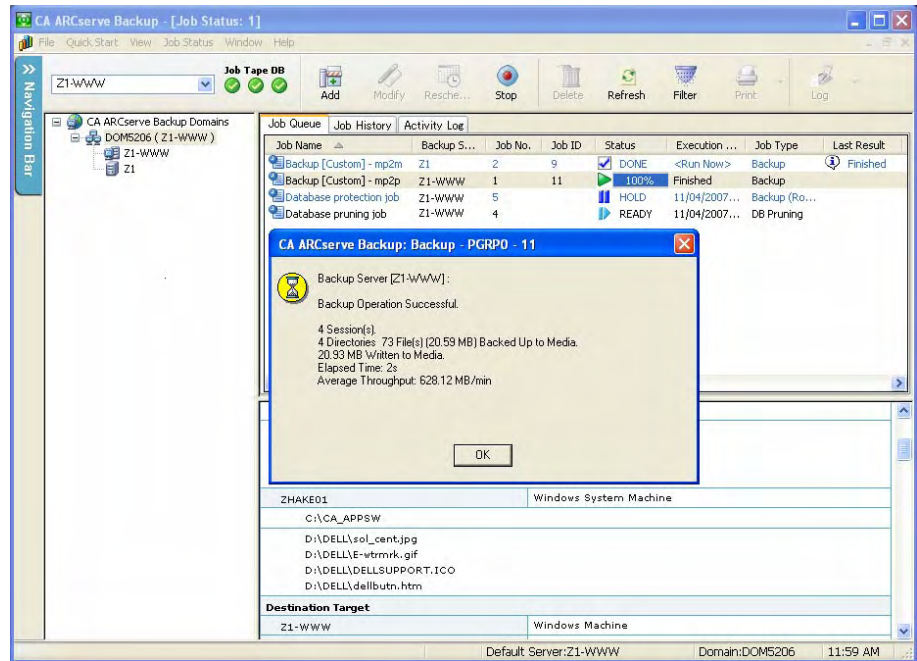 CA ARCserve Backup - [Job Status: 1]
File Quick Start View Job Status Window Help
Navigation Bar
Z1-WWW
Job Tape DB
Add Modify Resche... Stop Delete Refresh Filter Print Log
CA ARCserve Backup Domains
DOM5206 ( Z1-WWW )
Z1-WWW
Z1
Job Queue Job History Activity Log
Job Name Backup S... Job No. Job ID Status Execution ... Job Type Last Result
Backup [Custom] - mp2m Z1 2 9 DONE <Run Now> Backup Finished
Backup [Custom] - mp2p Z1-WWW 1 11 100% Finished Backup
Database protection job Z1-WWW 5 HOLD 11/04/2007... Backup (Ro...
Database pruning job Z1-WWW 4 READY 11/04/2007... DB Pruning
CA ARCserve Backup: Backup - PGRP0 - 11
Backup Server [Z1-WWW] :
Backup Operation Successful.
4 Session(s).
4 Directories 73 File(s) (20.59 MB) Backed Up to Media.
20.93 MB Written to Media.
Elapsed Time: 2s
Average Throughput: 628.12 MB/min
OK
ZHAKE01 Windows System Machine
C:\CA_APPSW
D:\DELL\sol_cent.jpg
D:\DELL\E-wtrmrk.gif
D:\DELL\DELLSUPPORT.ICO
D:\DELL\dellbutn.htm
Destination Target
Z1-WWW Windows Machine
Default Server:Z1-WWW Domain:DOM5206 11:59 AM